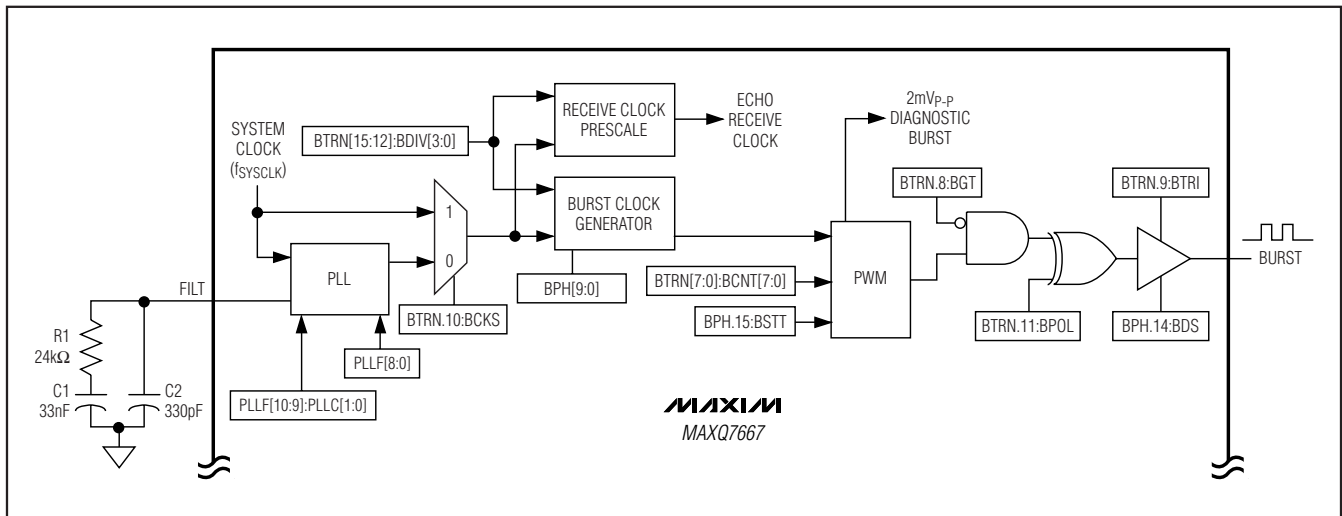 SYSTEM
CLOCK
(fSYSCLK)
BTRN[15:12]:BDIV[3:0]
RECEIVE CLOCK
PRESCALE
ECHO
RECEIVE
CLOCK
2mVP-P
DIAGNOSTIC
BURST
BTRN.8:BGT
BTRN.9:BTRI
1
0
BURST CLOCK
GENERATOR
PLL
PWM
BURST
FILT
BPH[9:0]
BTRN[7:0]:BCNT[7:0]
BTRN.10:BCKS
BPH.15:BSTT
BTRN.11:BPOL
BPH.14:BDS
R1
24kΩ
PLLF[8:0]
C1
33nF
C2
330pF
PLLF[10:9]:PLLC[1:0]
MAXIM
MAXQ7667